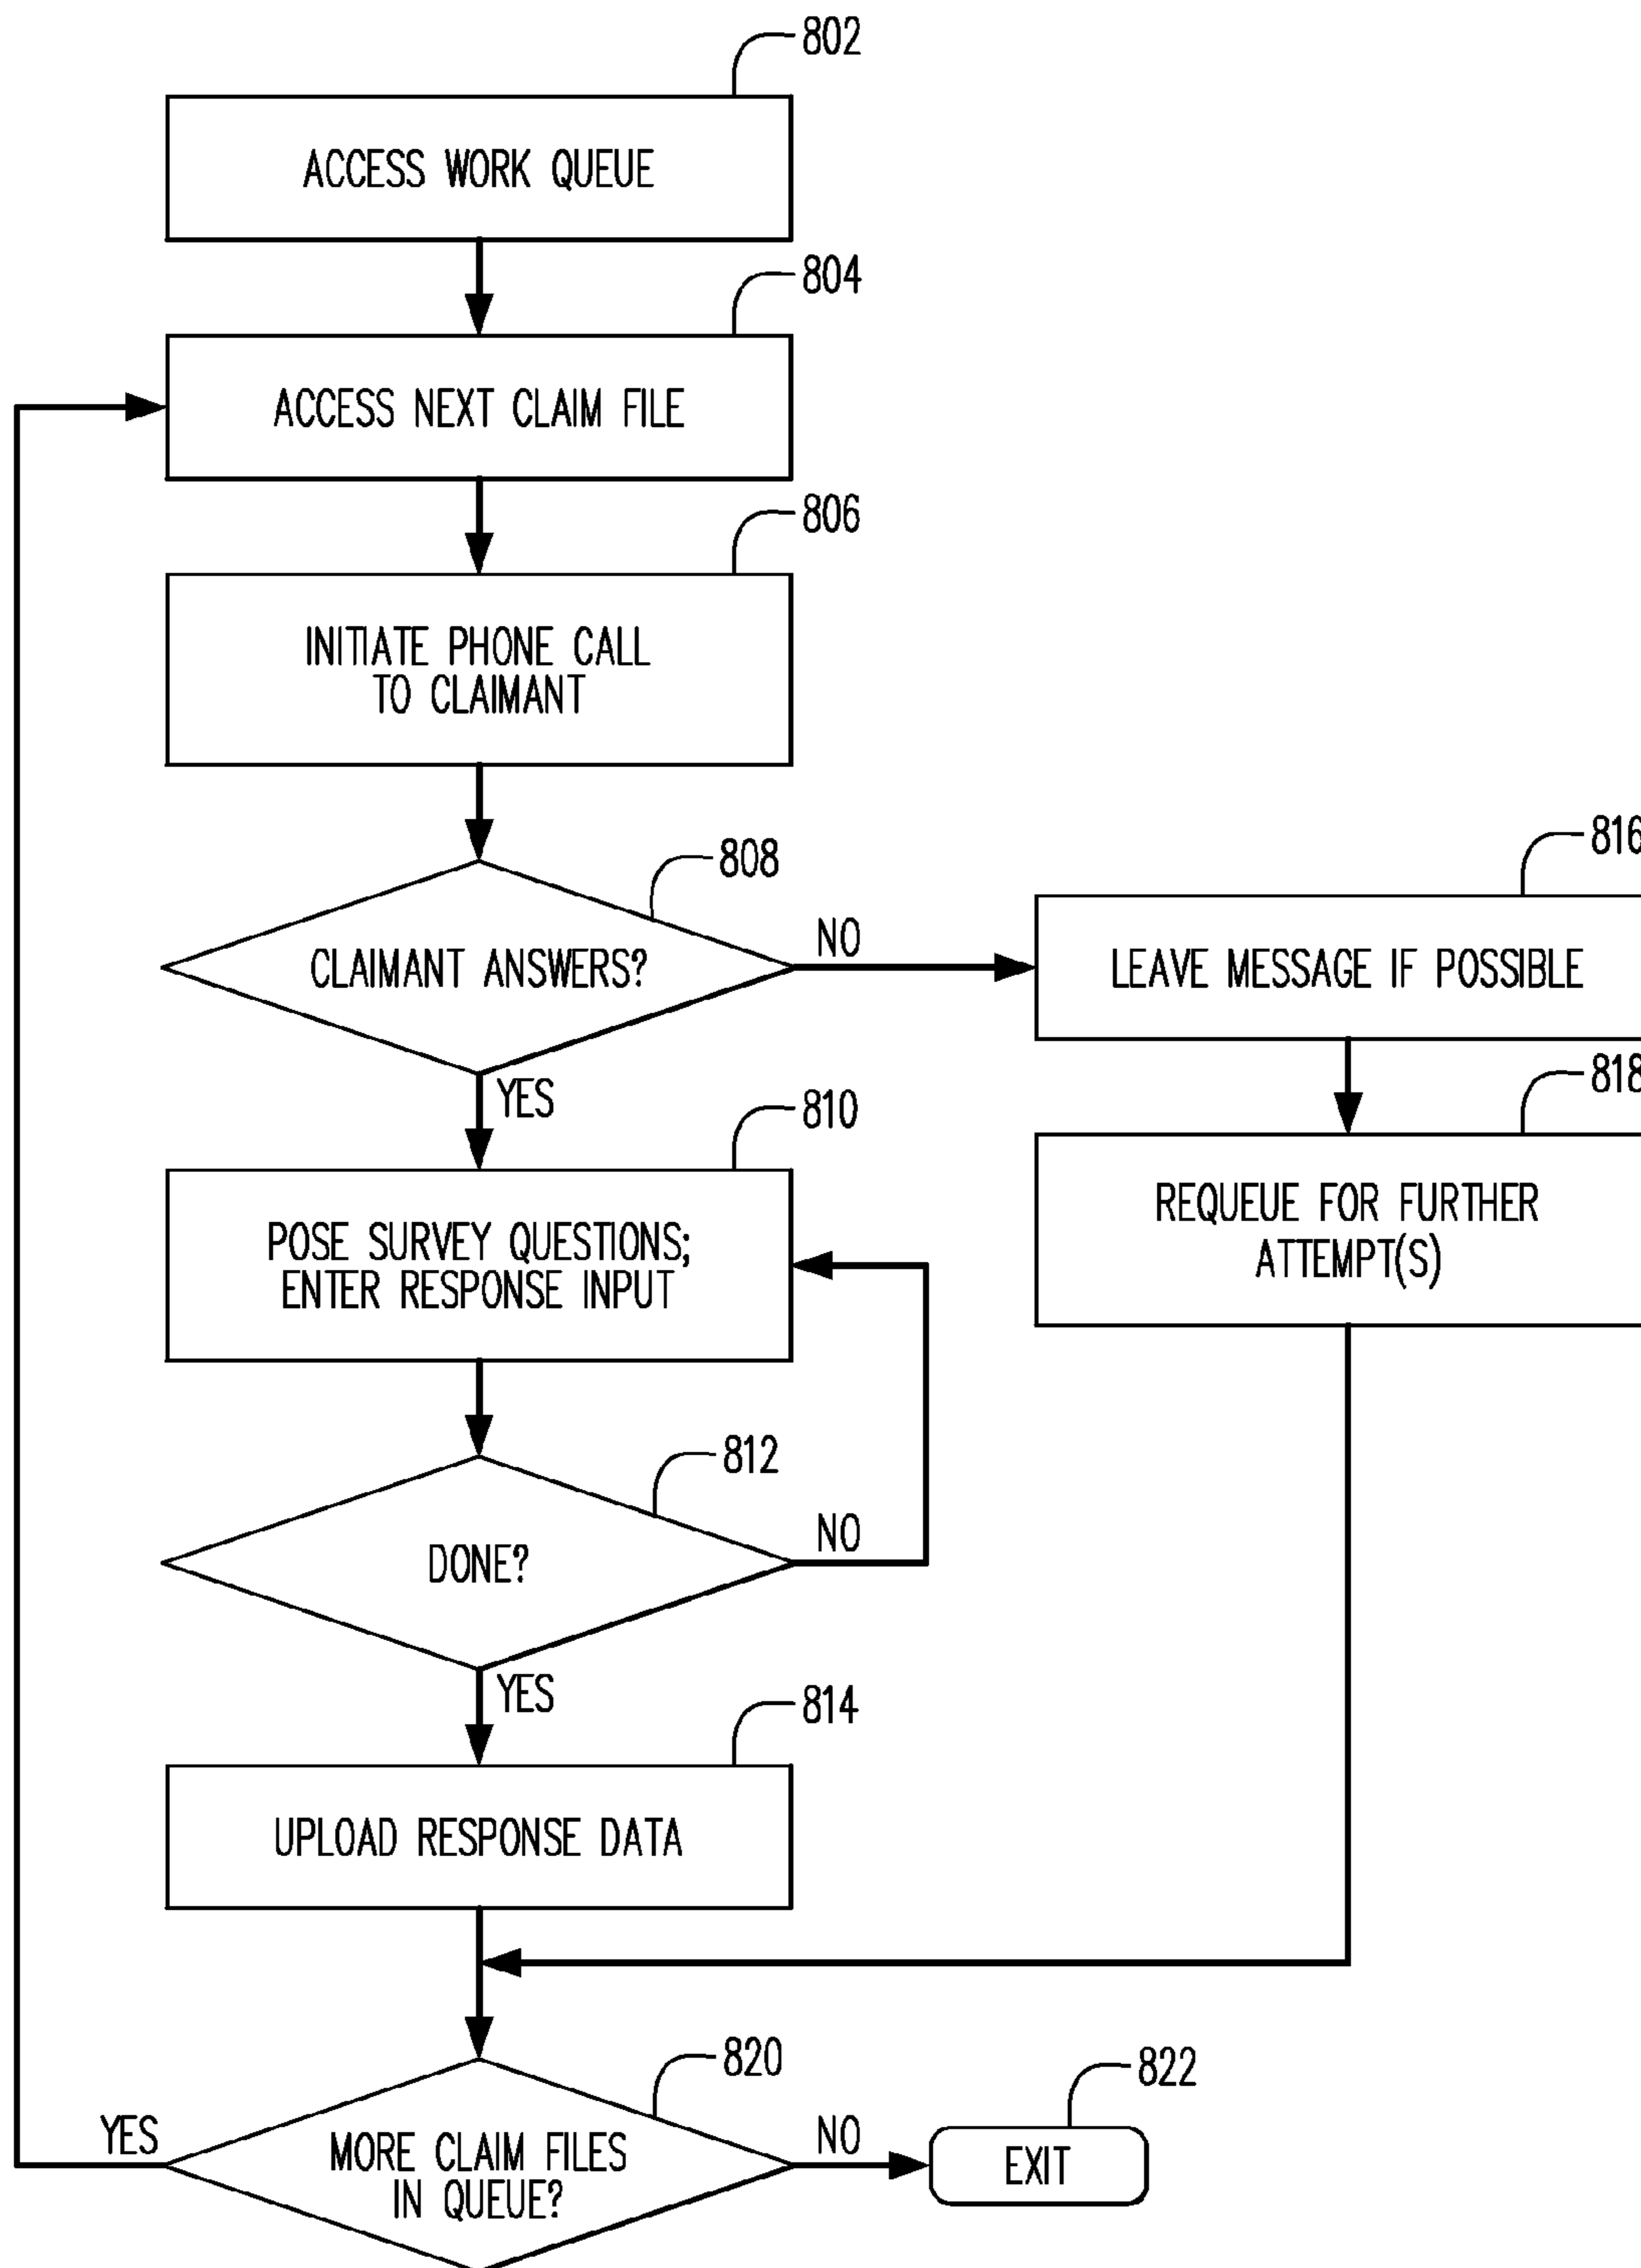 802
ACCESS WORK QUEUE
804
ACCESS NEXT CLAIM FILE
806
INITIATE PHONE CALL
TO CLAIMANT
808
CLAIMANT ANSWERS?
NO
816
LEAVE MESSAGE IF POSSIBLE
YES
818
REQUEUE FOR FURTHER
ATTEMPT(S)
810
POSE SURVEY QUESTIONS;
ENTER RESPONSE INPUT
812
DONE?
NO
YES
814
UPLOAD RESPONSE DATA
820
MORE CLAIM FILES
IN QUEUE?
YES
NO
822
EXIT